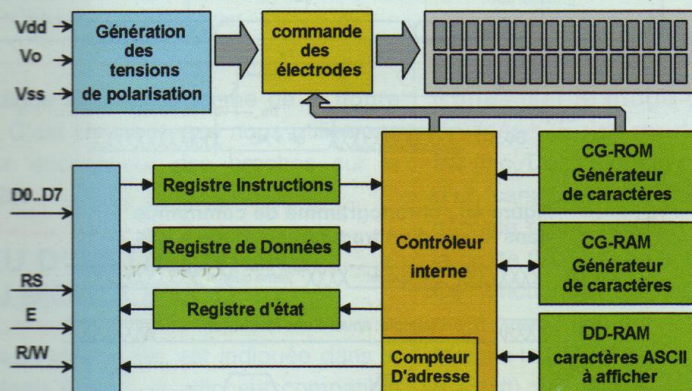 Vdd
Vo
Vss
Génération
des
tensions
de polarisation
commande
des
électrodes
D0..D7
RS
E
R/W
Registre Instructions
Registre de Données
Registre d'état
Contrôleur
interne
Compteur
D'adresse
CG-ROM
Générateur
de caractères
CG-RAM
Générateur
de caractères
DD-RAM
caractères ASCII
à afficher